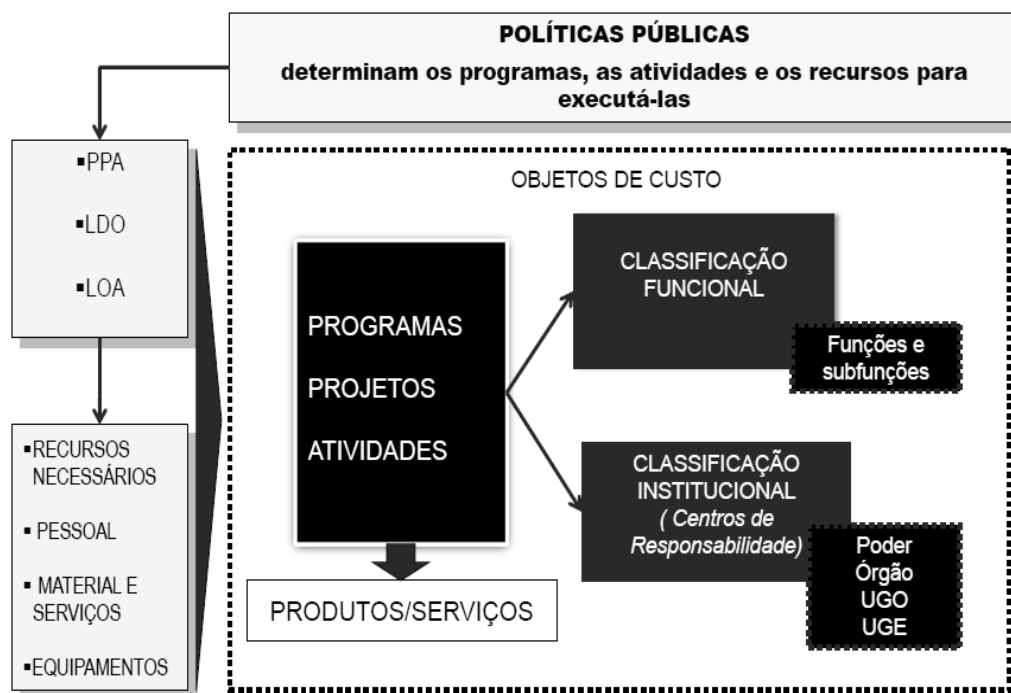 POLÍTICAS PÚBLICAS
determinam os programas, as atividades e os recursos para
executá-las
▪PPA
▪LDO
▪LOA
▪RECURSOS
NECESSÁRIOS
▪ PESSOAL
▪ MATERIAL E
SERVIÇOS
▪EQUIPAMENTOS
OBJETOS DE CUSTO
PROGRAMAS
PROJETOS
ATIVIDADES
PRODUTOS/SERVIÇOS
CLASSIFICAÇÃO
FUNCIONAL
Funções e
subfunções
CLASSIFICAÇÃO
INSTITUCIONAL
( Centros de
Responsabilidade)
Poder
Órgão
UGO
UGE